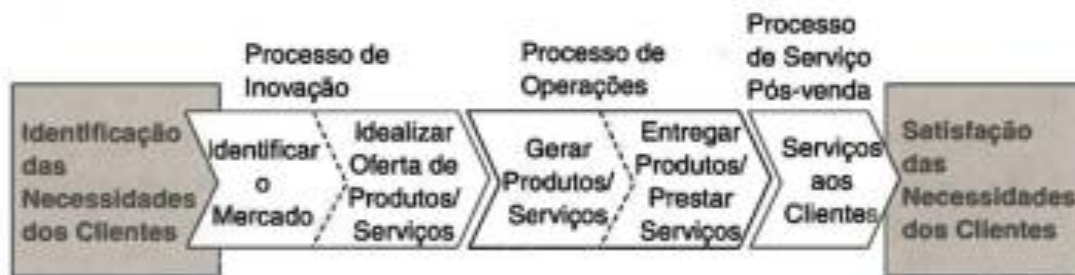 Processo de
Inovação
Processo de
Operações
Processo
de Serviço
Pós-venda
Identificação
das
Necessidades
dos Clientes
Identificar
o
Mercado
Idealizar
Oferta de
Produtos/
Serviços
Gerar
Produtos/
Serviços
Entregar
Produtos/
Prestar
Serviços
Serviços
aos
Clientes
Satisfação
das
Necessidades
dos Clientes